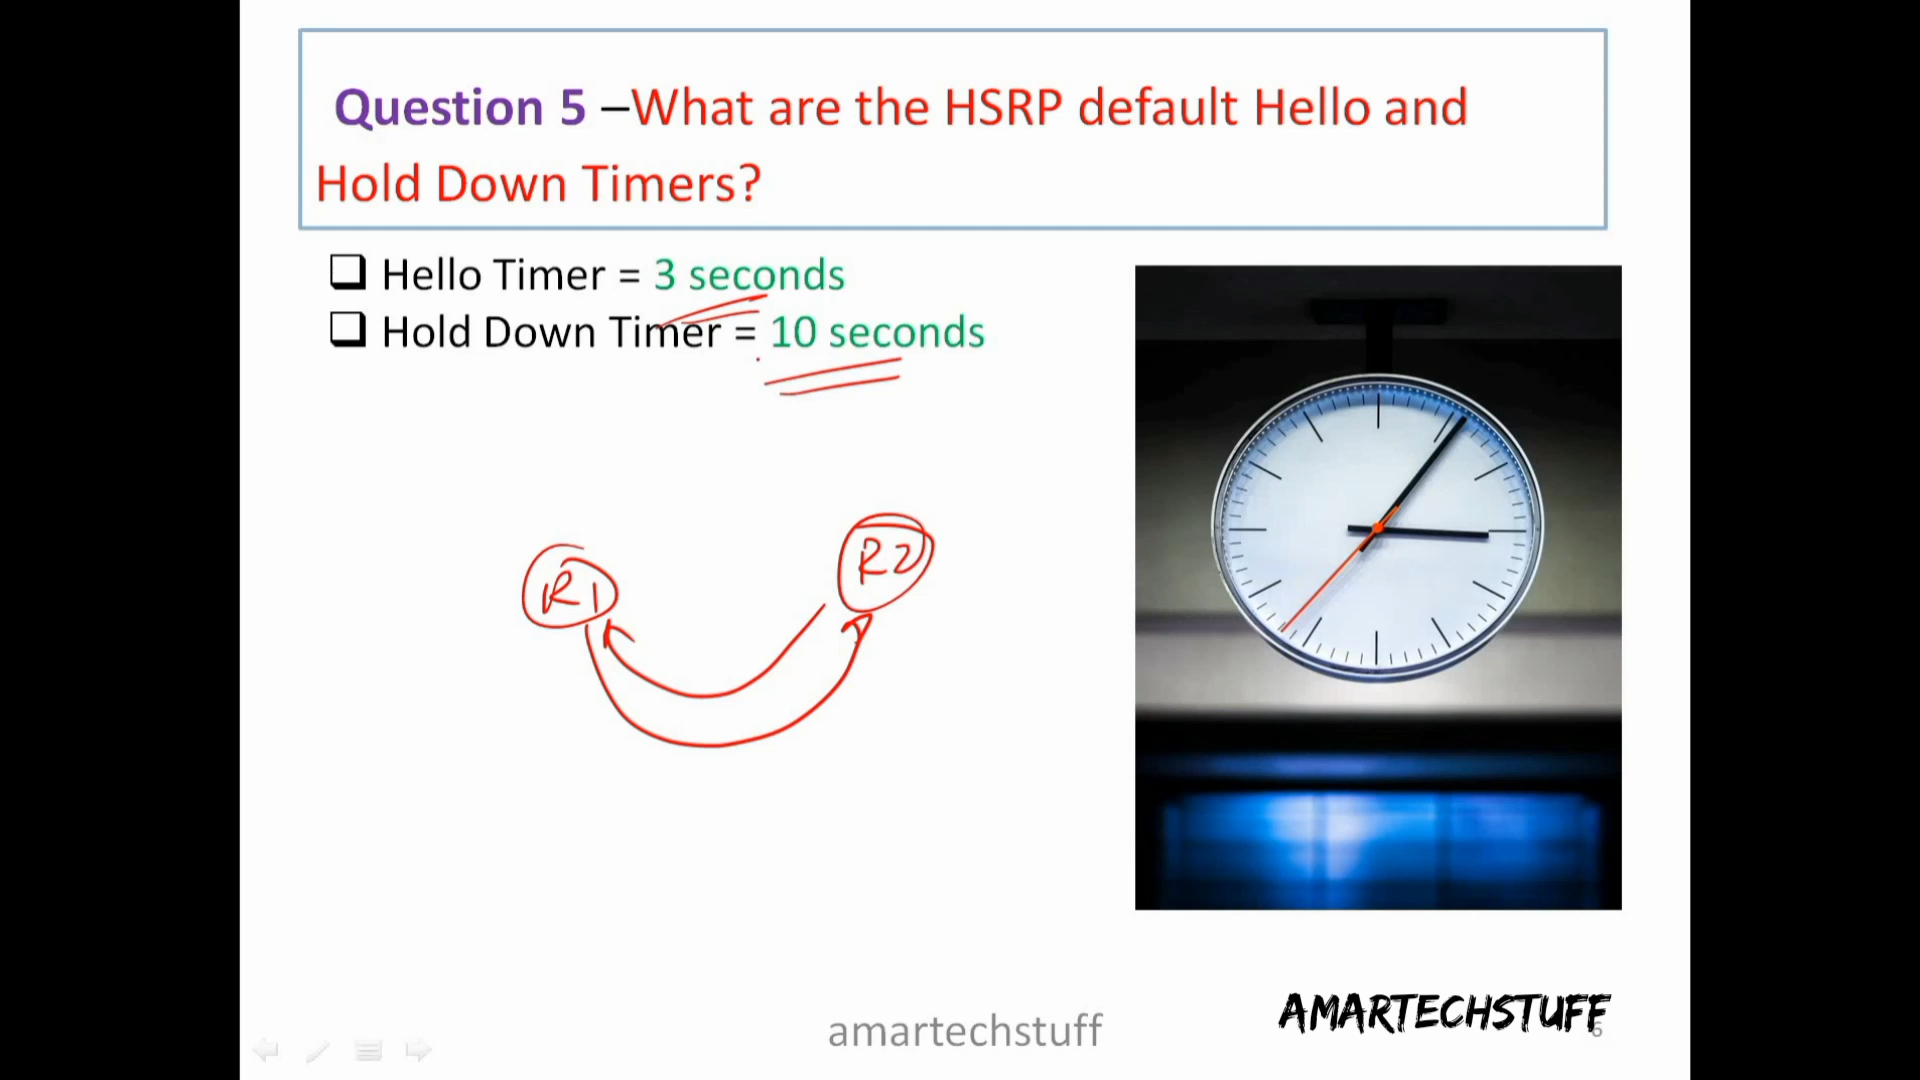 Question 5 –What are the HSRP default Hello and
Hold Down Timers?
❑ Hello Timer = 3 seconds
❑ Hold Down Timer = 10 seconds
R1
R2
amartechstuff
AMARTECHSTUFF
6